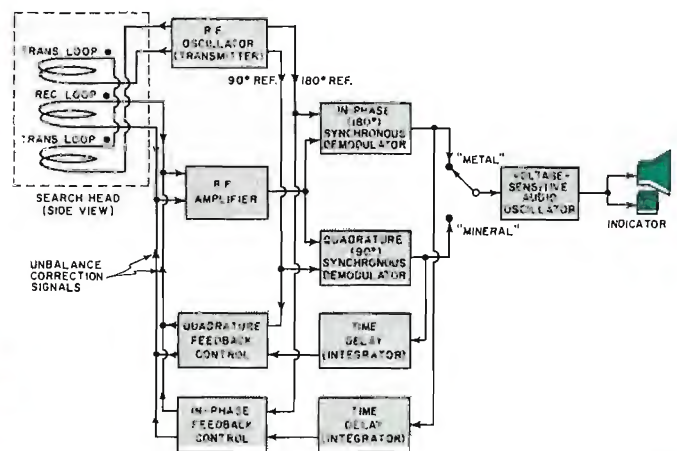 TRANS LOOP
REC LOOP
TRANS LOOP
SEARCH HEAD
(SIDE VIEW)
R.F.
OSCILLATOR
(TRANSMITTER)
90° REF.
180° REF.
R.F.
AMPLIFIER
IN-PHASE
(180°)
SYNCHRONOUS
DEMODULATOR
QUADRATURE
(90°)
SYNCHRONOUS
DEMODULATOR
"METAL"
"MINERAL"
VOLTAGE-
SENSITIVE
AUDIO
OSCILLATOR
INDICATOR
UNBALANCE
CORRECTION
SIGNALS
QUADRATURE
FEEDBACK
CONTROL
TIME
DELAY
(INTEGRATOR)
IN-PHASE
FEEDBACK
CONTROL
TIME
DELAY
(INTEGRATOR)